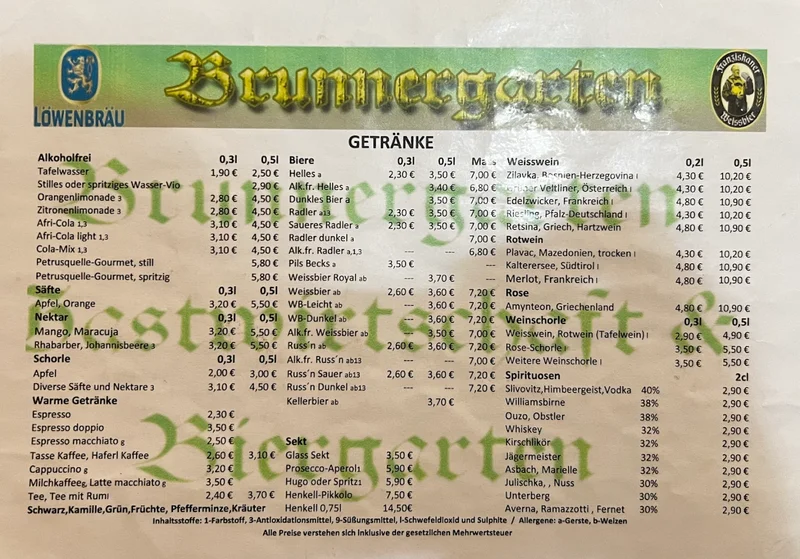 LÖWENBRÄU
Brunnergarten
Franziskaner
Weissbier
GETRÄNKE
Alkoholfrei 0,3l 0,5l
Tafelwasser 1,90 € 2,50 €
Stilles oder spritziges Wasser-Vio 2,90 €
Orangenlimonade 3 2,80 € 4,50 €
Zitronenlimonade 3 2,80 € 4,50 €
Afri-Cola 1,3 3,10 € 4,50 €
Afri-Cola light 1,3 3,10 € 4,50 €
Cola-Mix 1,3 3,10 € 4,50 €
Petrusquelle-Gourmet, still 5,80 €
Petrusquelle-Gourmet, spritzig 5,80 €
Säfte 0,3l 0,5l
Apfel, Orange 3,20 € 5,50 €
Nektar 0,3l 0,5l
Mango, Maracuja 3,20 € 5,50 €
Rhabarber, Johannisbeere 3 3,20 € 5,50 €
Schorle 0,3l 0,5l
Apfel 2,00 € 3,00 €
Diverse Säfte und Nektare 3 3,10 € 4,50 €
Warme Getränke
Espresso 2,30 €
Espresso doppio 3,50 €
Espresso macchiato g 2,50 €
Tasse Kaffee, Haferl Kaffee 2,60 € 3,10 €
Cappuccino g 3,20 €
Milchkaffeeg, Latte macchiato g 3,50 €
Tee, Tee mit Rumı 2,40 € 3,70 €
Schwarz,Kamille,Grün,Früchte, Pfefferminze,Kräuter
Biere 0,3l 0,5l
Helles a 2,30 € 3,50 € 7,00 €
Alk.fr. Helles a 3,40 € 6,80 €
Dunkles Bier a 3,50 € 7,00 €
Radler a13 2,30 € 3,50 € 7,00 €
Saueres Radler a 2,30 € 3,50 € 7,00 €
Radler dunkel a 7,00 €
Alk.fr. Radler a,1,3 --- --- 6,80 €
Pils Becks a 3,50 €
Weissbier Royal ab --- 3,70 € ---
Weissbier ab 2,60 € 3,60 € 7,20 €
WB-Leicht ab --- 3,60 € 7,20 €
WB-Dunkel ab --- 3,60 € 7,20 €
Alk.fr. Weissbier ab --- 3,50 € 7,00 €
Russ´n ab13 2,60 € 3,60 € 7,20 €
Alk.fr. Russ´n ab13 --- --- 7,00 €
Russ´n Sauer ab13 2,60 € 3,60 € 7,20 €
Russ´n Dunkel ab13 --- --- 7,20 €
Kellerbier ab 3,70 €
Sekt
Glass Sekt 3,50 €
Prosecco-Aperol1 5,90 €
Hugo oder Spritz1 5,90 €
Henkell-Pikkolo 7,50 €
Henkell 0,75l 14,50€
Weisswein 0,2l 0,5l
Zilavka, Bosnien-Herzegovina l 4,30 € 10,20 €
Grüner Veltliner, Österreich l 4,30 € 10,20 €
Edelzwicker, Frankreich l 4,80 € 10,90 €
Riesling, Pfalz-Deutschland l 4,30 € 10,20 €
Retsina, Griech, Hartzwein 4,80 € 10,90 €
Rotwein
Plavac, Mazedonien, trocken l 4,30 € 10,20 €
Kalterersee, Südtirol l 4,80 € 10,90 €
Merlot, Frankreich l 4,80 € 10,90 €
Rose
Amynteon, Griechenland 4,80 € 10,90 €
Weinschorle 0,3l 0,5l
Weisswein, Rotwein (Tafelwein) l 2,90 € 4,90 €
Rose-Schorle l 3,50 € 5,50 €
Weitere Weinschorle l 3,50 € 5,50 €
Spirituosen 2cl
Slivovitz,Himbeergeist,Vodka 40% 2,90 €
Williamsbirne 38% 2,90 €
Ouzo, Obstler 38% 2,90 €
Whiskey 32% 2,90 €
Kirschlikör 32% 2,90 €
Jägermeister 32% 2,90 €
Asbach, Marielle 32% 2,90 €
Julischka, , Nuss 30% 2,90 €
Unterberg 30% 2,90 €
Averna, Ramazzotti , Fernet 30% 2,90 €
Inhaltsstoffe: 1-Farbstoff, 3-Antioxidationsmittel, 9-Süßungsmittel, l-Schwefeldioxid und Sulphite / Allergene: a-Gerste, b-Weizen
Alle Preise verstehen sich inklusive der gesetzlichen Mehrwertsteuer
Brunnergarten
Biergarten